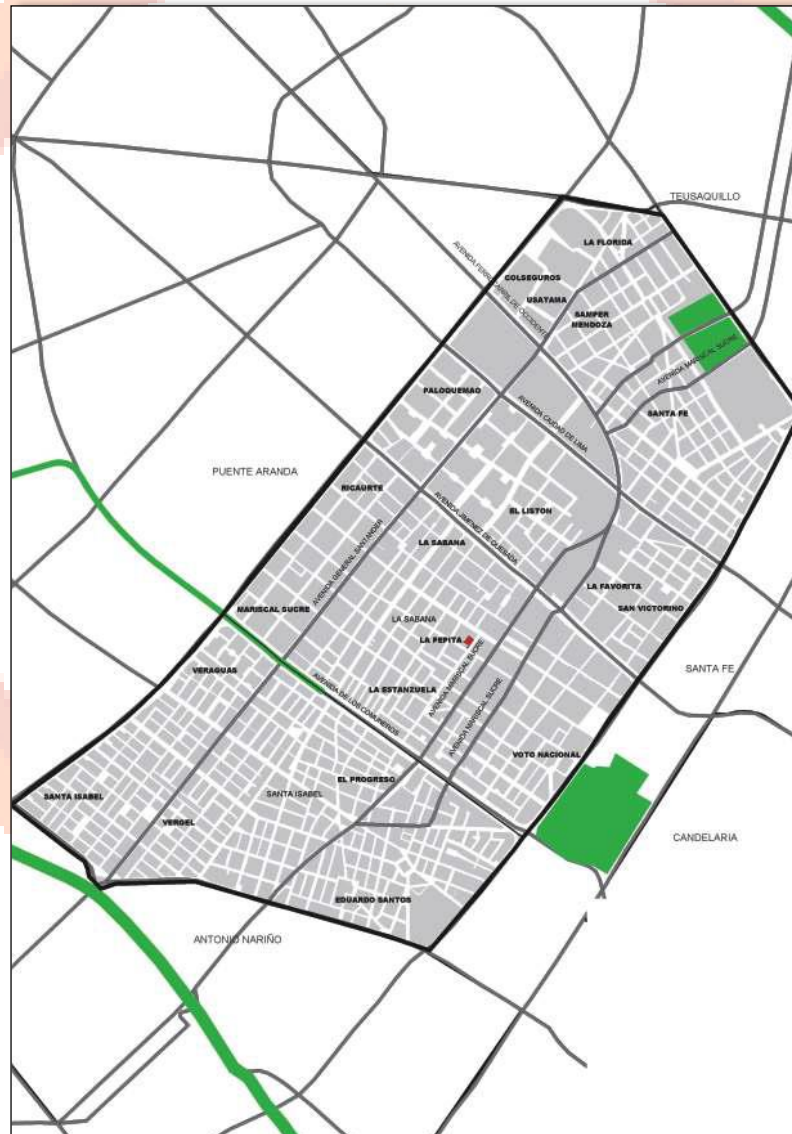 TEUSAQUILLO
LA FLORIDA
AVENIDA FERROCARRIL DE OCCIDENTE
COLSEGUROS
USATAMA
SAMPER
MENDOZA
AVENIDA MARISCAL SUCRE
PALOQUEMAO
AVENIDA CIUDAD DE LIMA
SANTA FE
PUENTE ARANDA
RICAURTE
AVENIDA JIMENEZ DE QUESADA
EL LISTON
LA SABANA
AVENIDA GENERAL SANTANDER
LA FAVORITA
MARISCAL SUCRE
SAN VICTORINO
LA SABANA
LA PEPITA
VERAGUAS
SANTA FE
LA ESTANZUELA
AVENIDA MARISCAL SUCRE
AVENIDA MARISCAL SUCRE
AVENIDA DE LOS COMUNEROS
VOTO NACIONAL
EL PROGRESO
SANTA ISABEL
SANTA ISABEL
VERGEL
CANDELARIA
EDUARDO SANTOS
ANTONIO NARIÑO